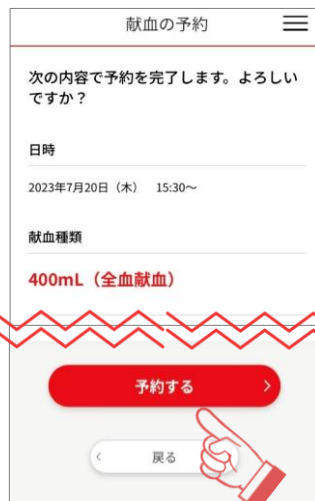 献血の予約
次の内容で予約を完了します。よろしい
ですか？
日時
2023年7月20日（木） 15:30～
献血種類
400mL（全血献血）
予約する
戻る